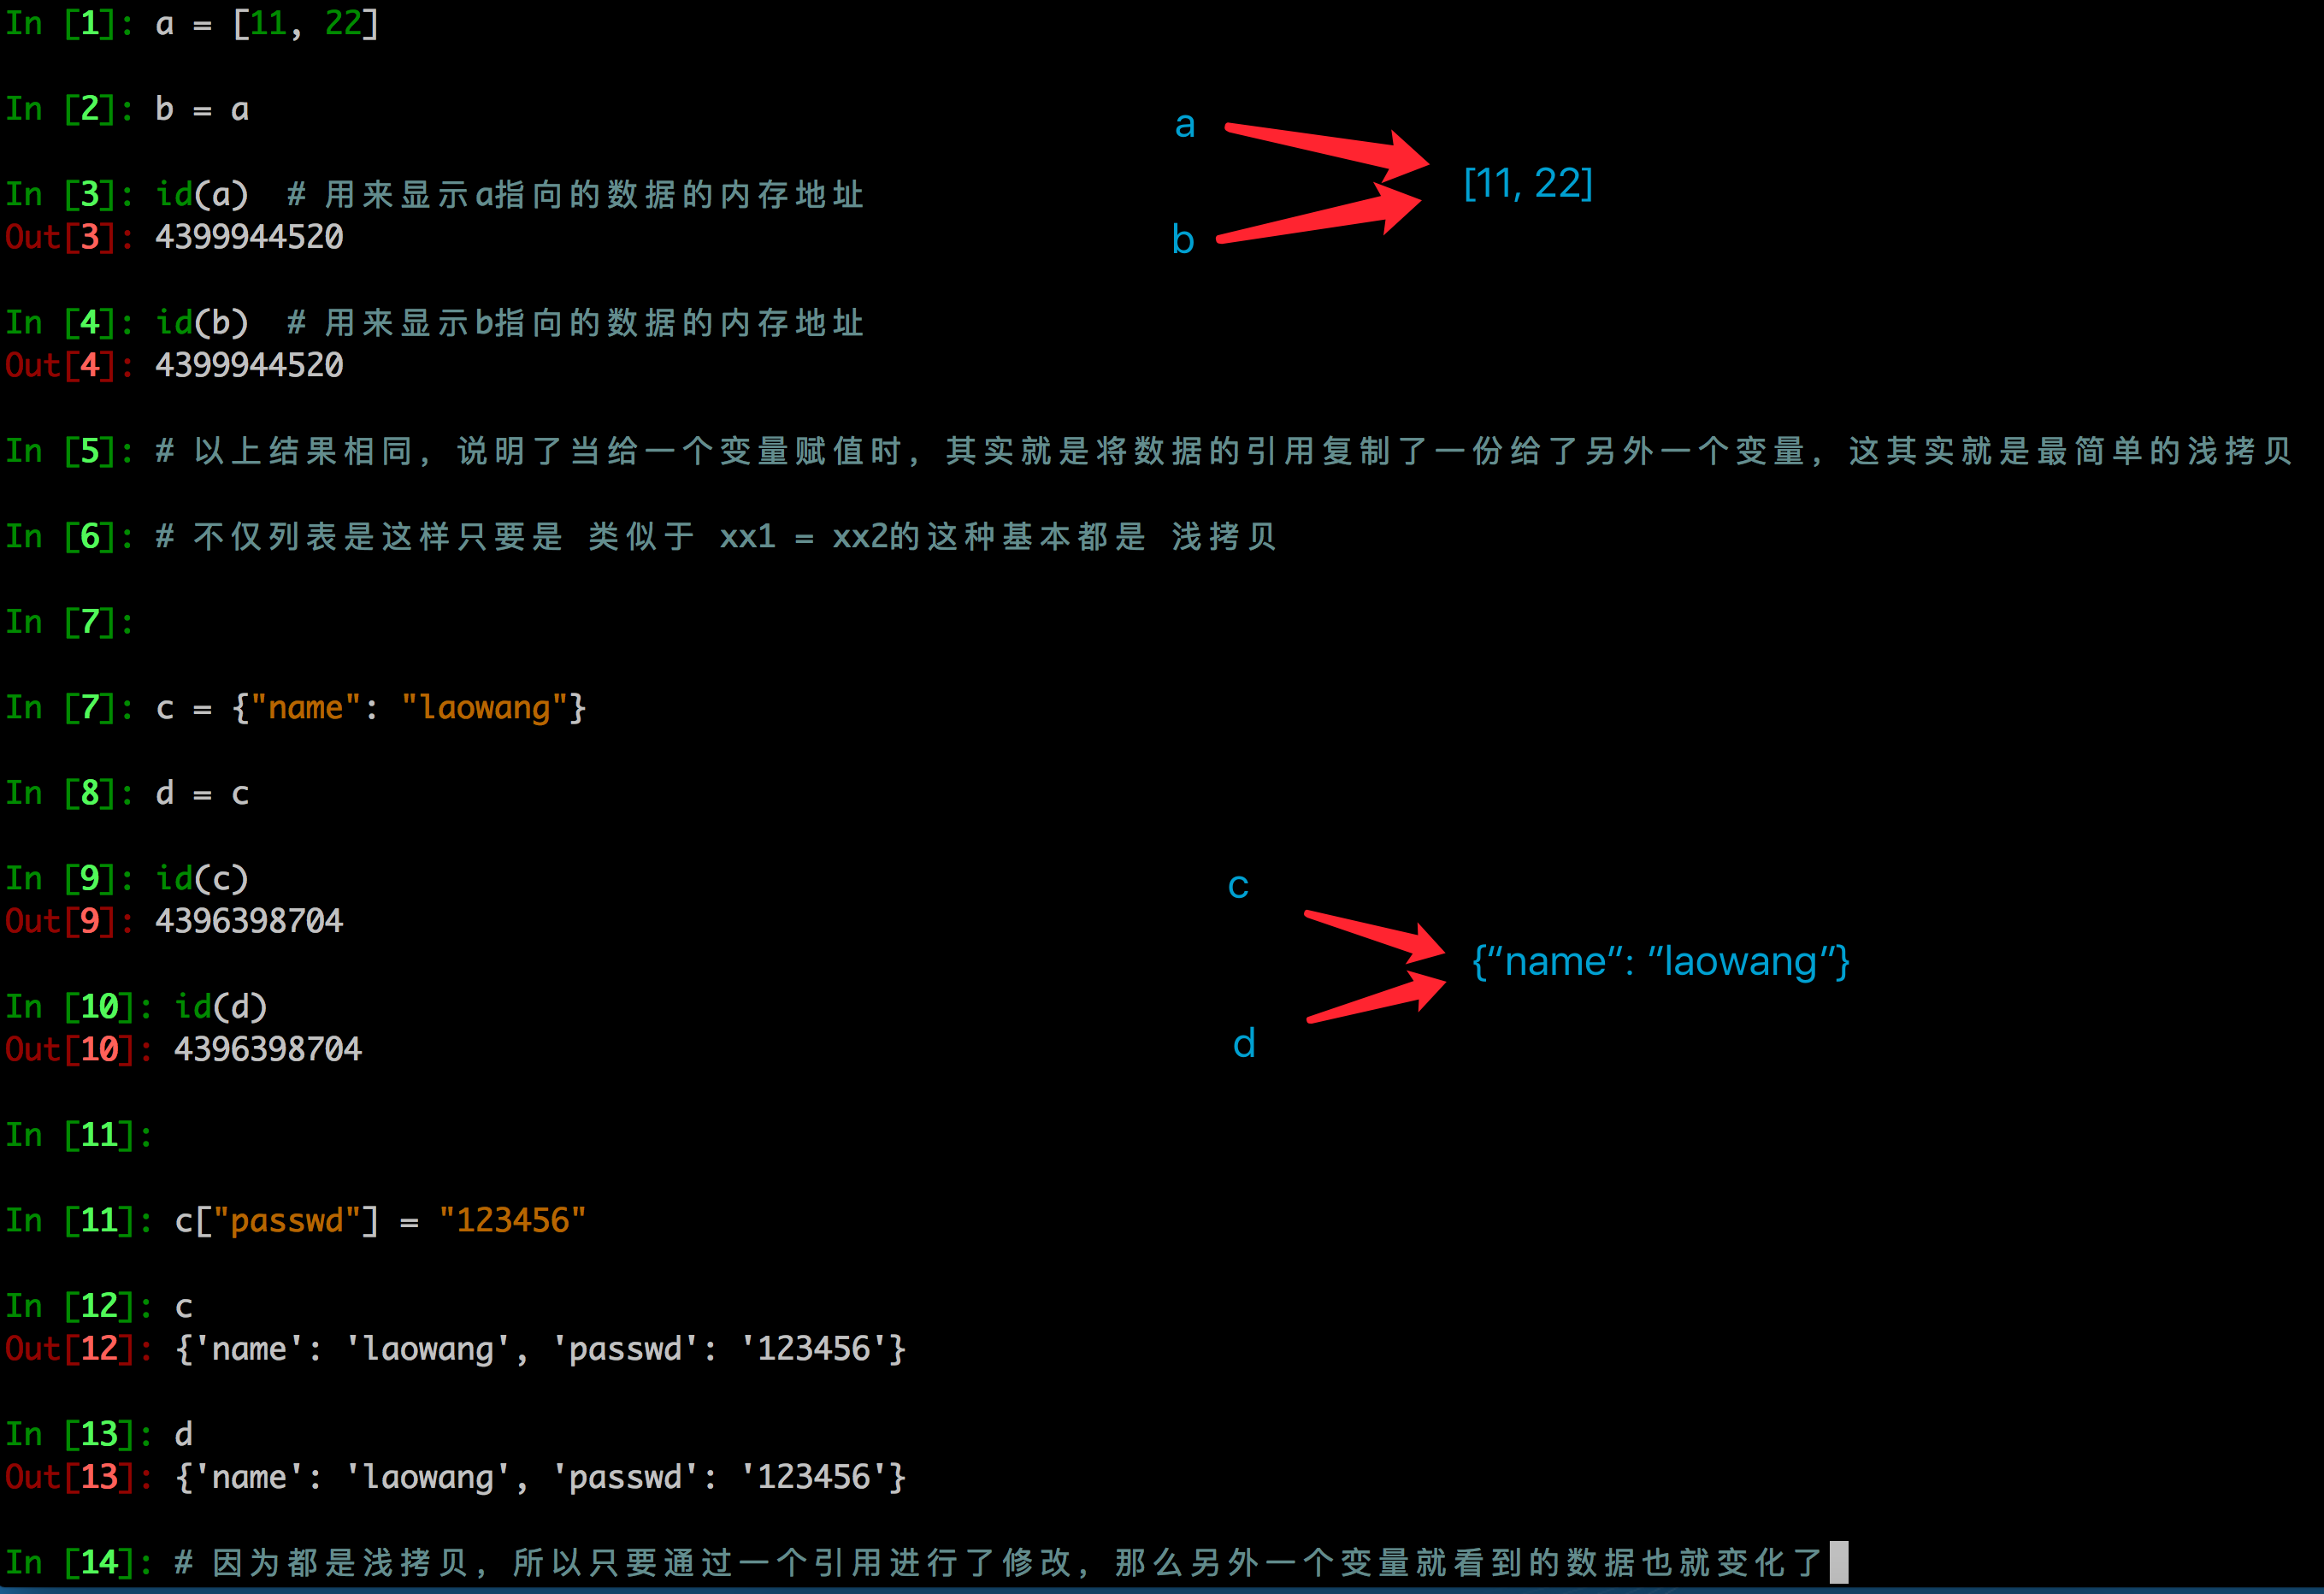 In [1]: a = [11, 22]
In [2]: b = a
a
In [3]: id(a)  # 用来显示a指向的数据的内存地址
[11, 22]
Out[3]: 4399944520
b
In [4]: id(b)  # 用来显示b指向的数据的内存地址
Out[4]: 4399944520
In [5]: # 以上结果相同, 说明了当给一个变量赋值时, 其实就是将数据的引用复制了一份给了另外一个变量, 这其实就是最简单的浅拷贝
In [6]: # 不仅列表是这样只要是 类似于 xx1 = xx2的这种基本都是 浅拷贝
In [7]:
In [7]: c = {"name": "laowang"}
In [8]: d = c
In [9]: id(c)
c
Out[9]: 4396398704
{“name”: “laowang”}
In [10]: id(d)
Out[10]: 4396398704
d
In [11]:
In [11]: c["passwd"] = "123456"
In [12]: c
Out[12]: {'name': 'laowang', 'passwd': '123456'}
In [13]: d
Out[13]: {'name': 'laowang', 'passwd': '123456'}
In [14]: # 因为都是浅拷贝, 所以只要通过一个引用进行了修改, 那么另外一个变量就看到的数据也就变化了